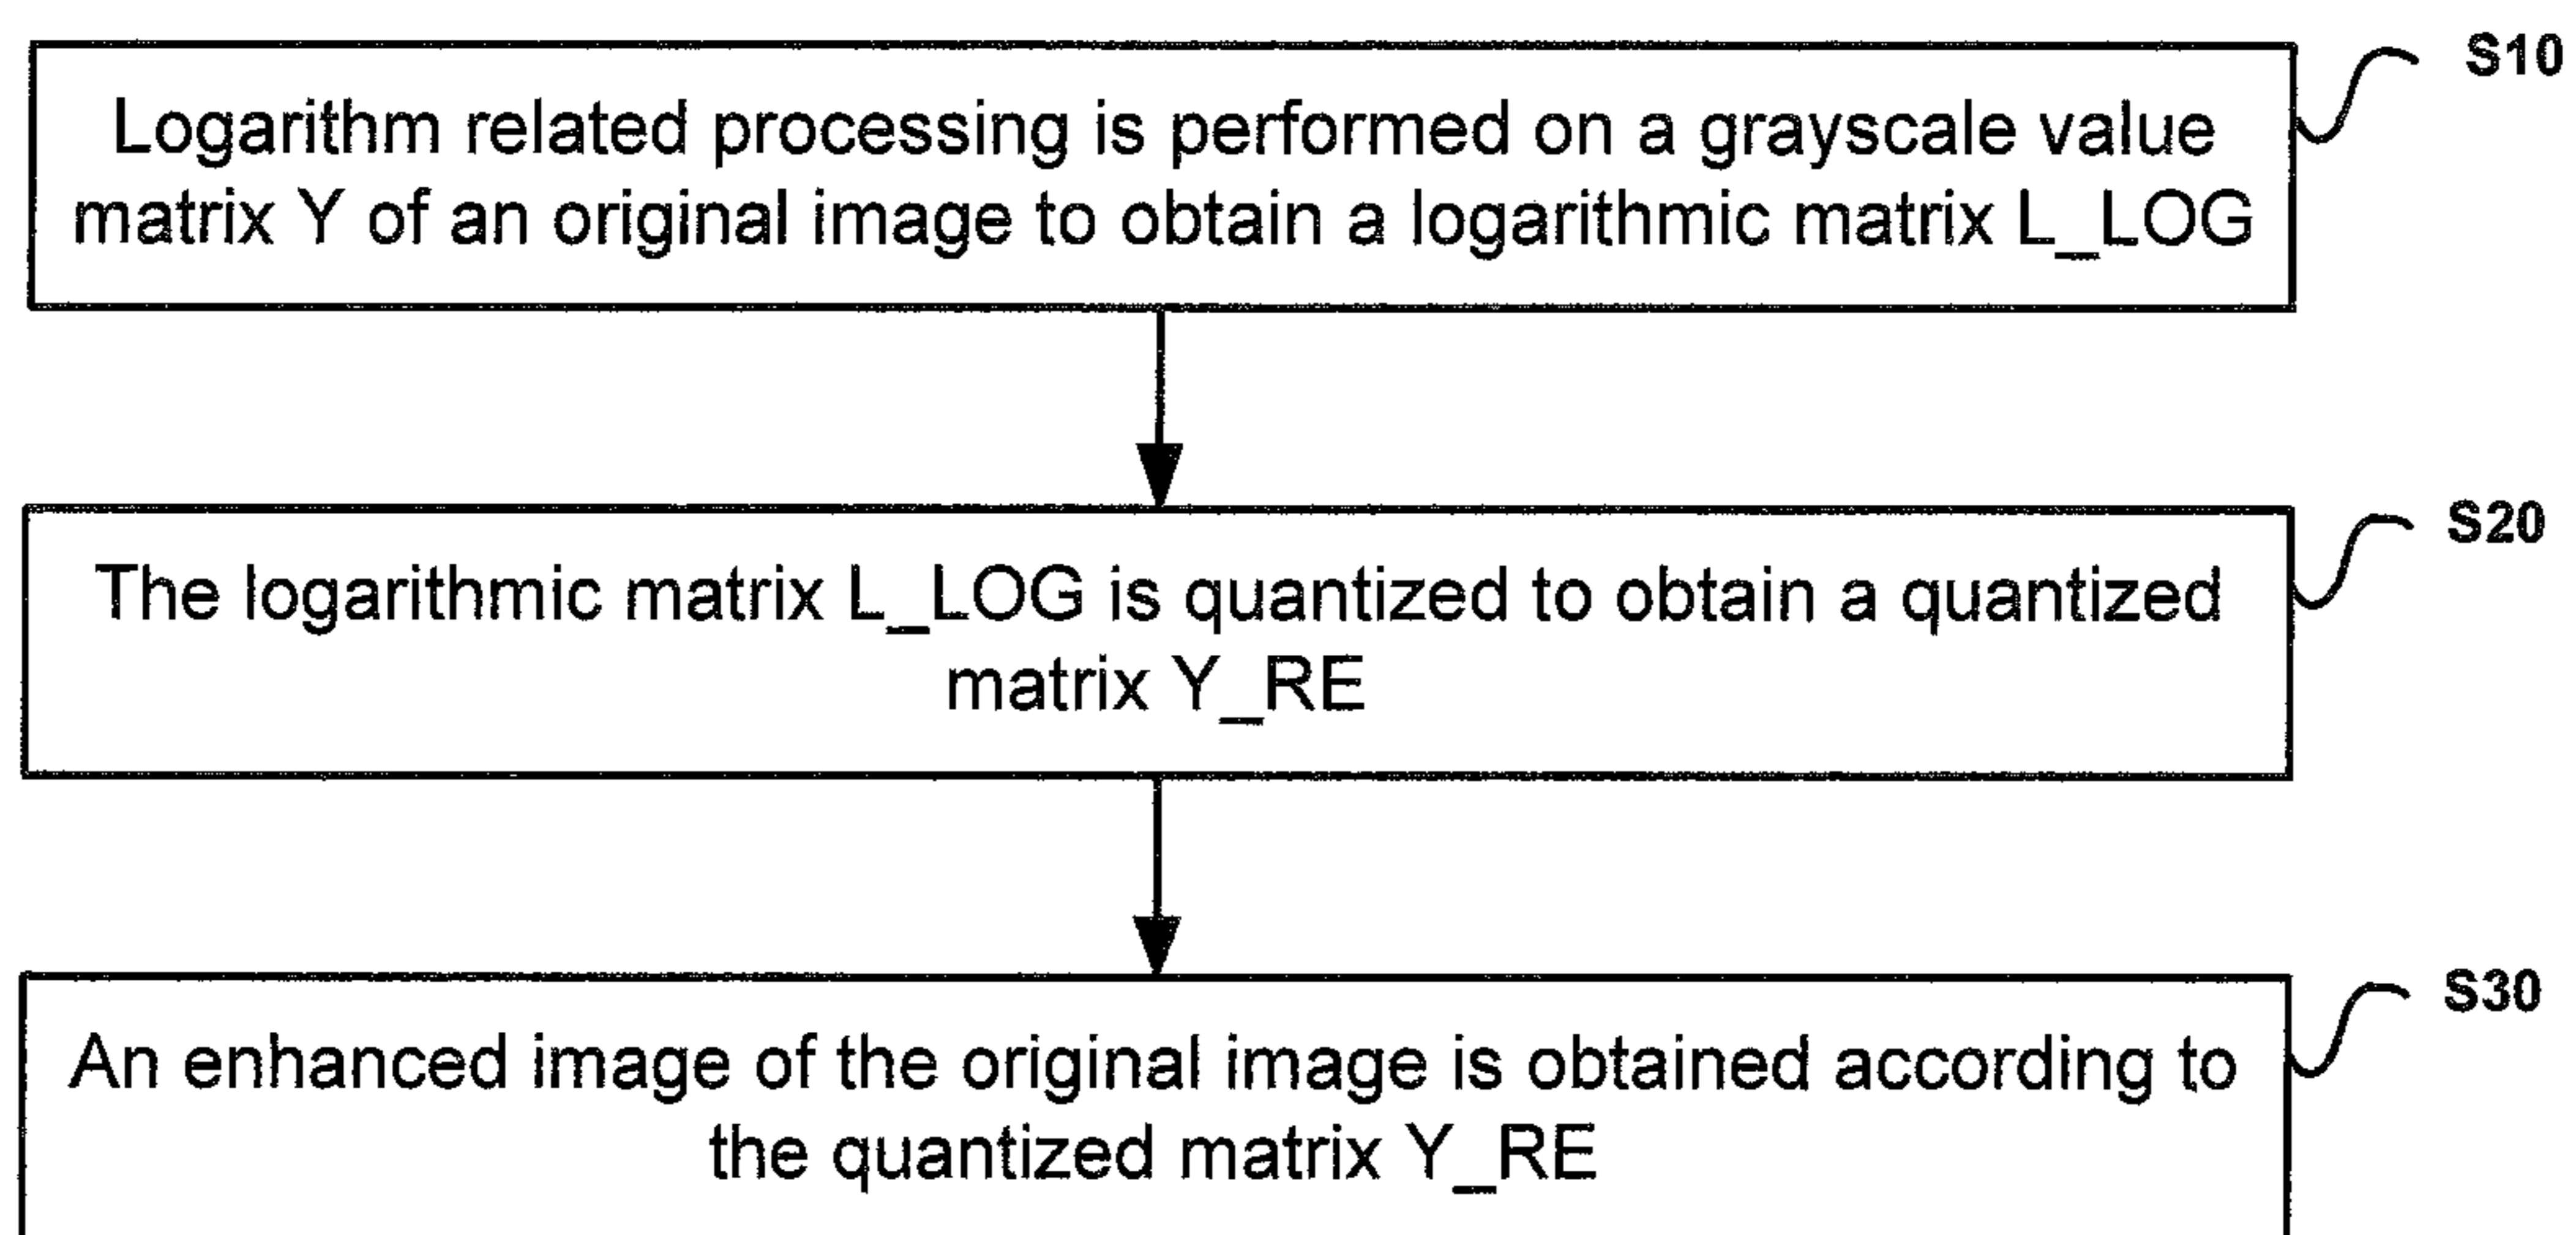 S10
Logarithm related processing is performed on a grayscale value
matrix Y of an original image to obtain a logarithmic matrix L_LOG
S20
The logarithmic matrix L_LOG is quantized to obtain a quantized
matrix Y_RE
S30
An enhanced image of the original image is obtained according to
the quantized matrix Y_RE